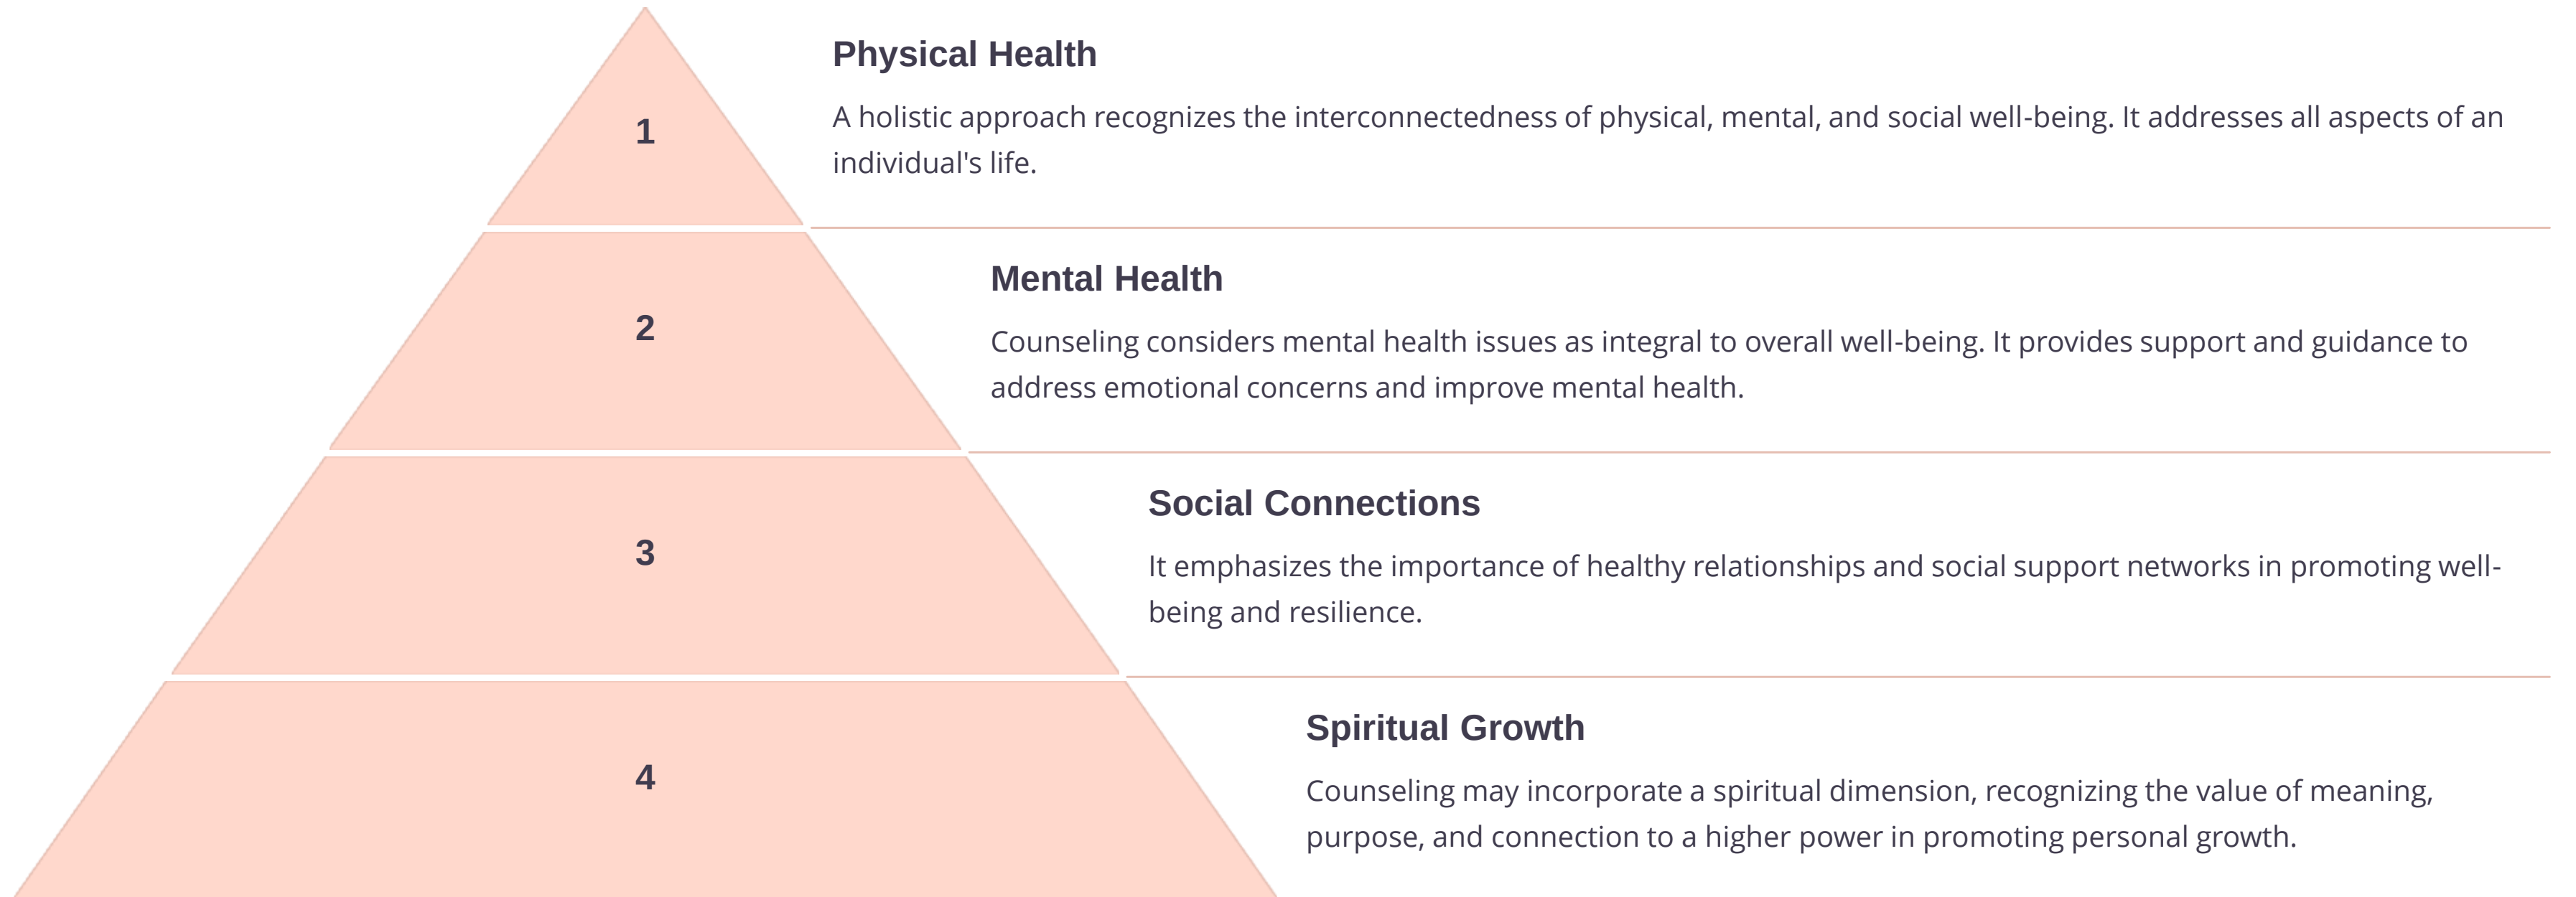 Physical Health
1
A holistic approach recognizes the interconnectedness of physical, mental, and social well-being. It addresses all aspects of an
individual's life.
Mental Health
2
Counseling considers mental health issues as integral to overall well-being. It provides support and guidance to
address emotional concerns and improve mental health.
Social Connections
3
It emphasizes the importance of healthy relationships and social support networks in promoting well-
being and resilience.
Spiritual Growth
4
Counseling may incorporate a spiritual dimension, recognizing the value of meaning,
purpose, and connection to a higher power in promoting personal growth.